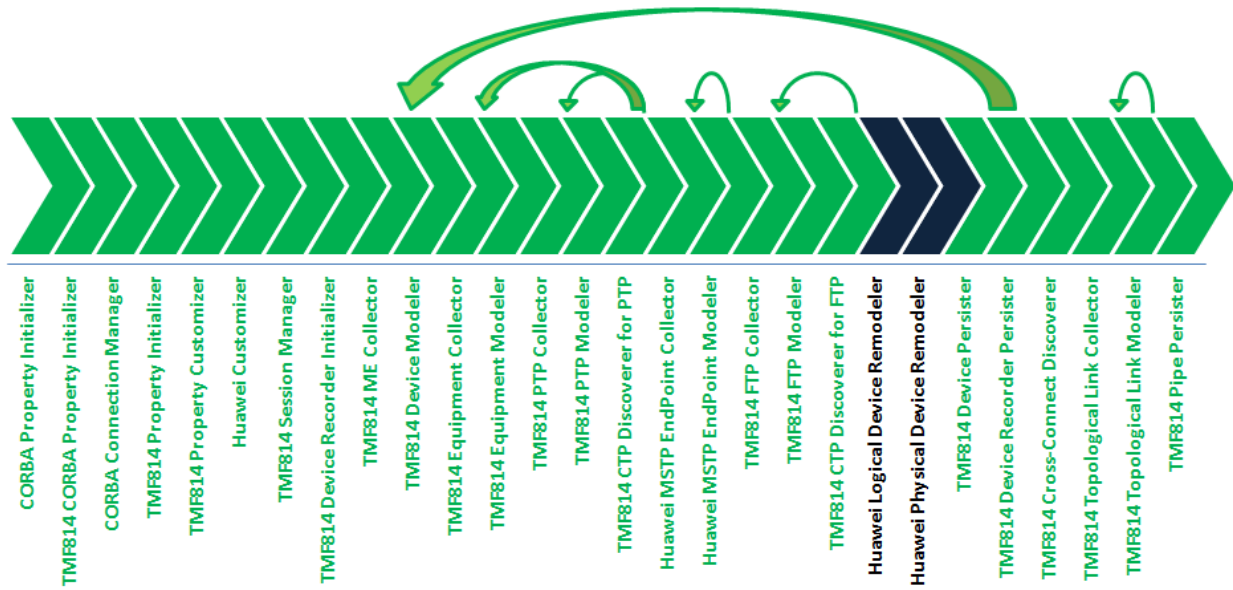 CORBA Property Initializer
TMF814 CORBA Property Initializer
CORBA Connection Manager
TMF814 Property Initializer
TMF814 Property Customizer
Huawei Customizer
TMF814 Session Manager
TMF814 Device Recorder Initializer
TMF814 ME Collector
TMF814 Device Modeler
TMF814 Equipment Collector
TMF814 Equipment Modeler
TMF814 PTP Collector
TMF814 PTP Modeler
TMF814 CTP Discoverer for PTP
Huawei MSTP EndPoint Collector
Huawei MSTP EndPoint Modeler
TMF814 FTP Collector
TMF814 FTP Modeler
TMF814 CTP Discoverer for FTP
Huawei Logical Device Remodeler
Huawei Physical Device Remodeler
TMF814 Device Persister
TMF814 Device Recorder Persister
TMF814 Cross-Connect Discoverer
TMF814 Topological Link Collector
TMF814 Topological Link Modeler
TMF814 Pipe Persister